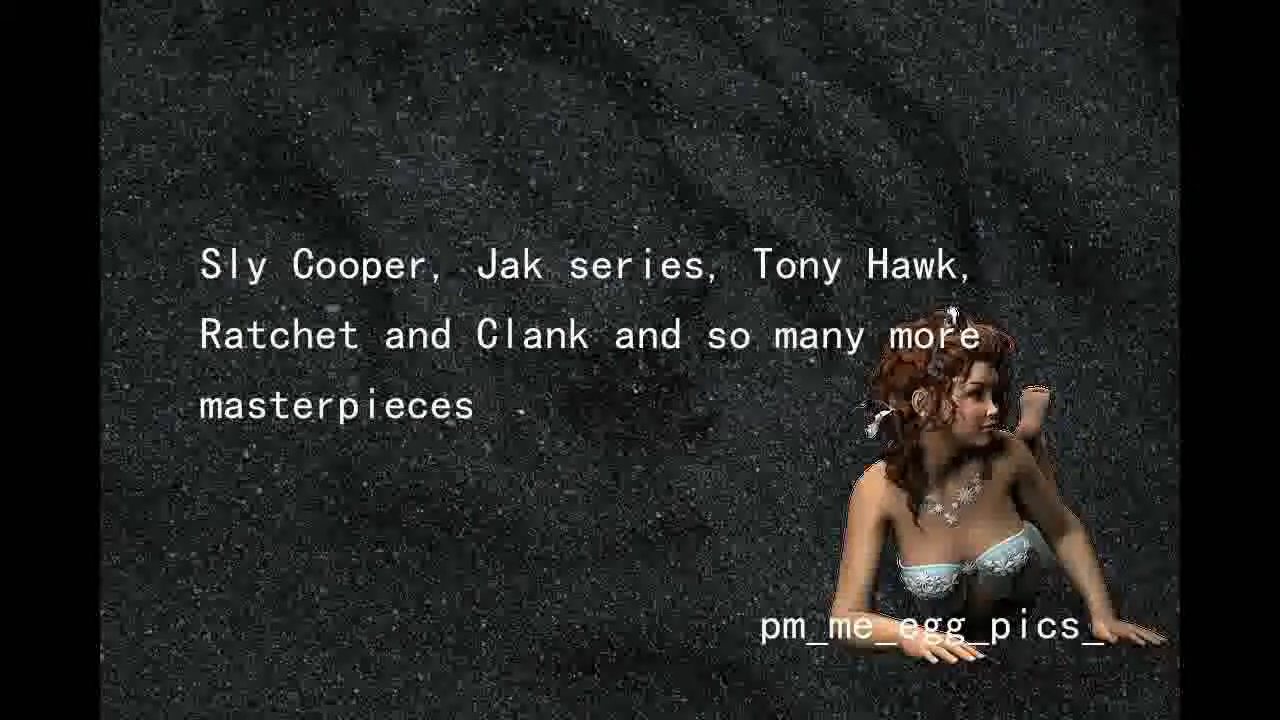 Sly Cooper, Jak series, Tony Hawk,
Ratchet and Clank and so many more
masterpieces
pm_me_egg_pics_